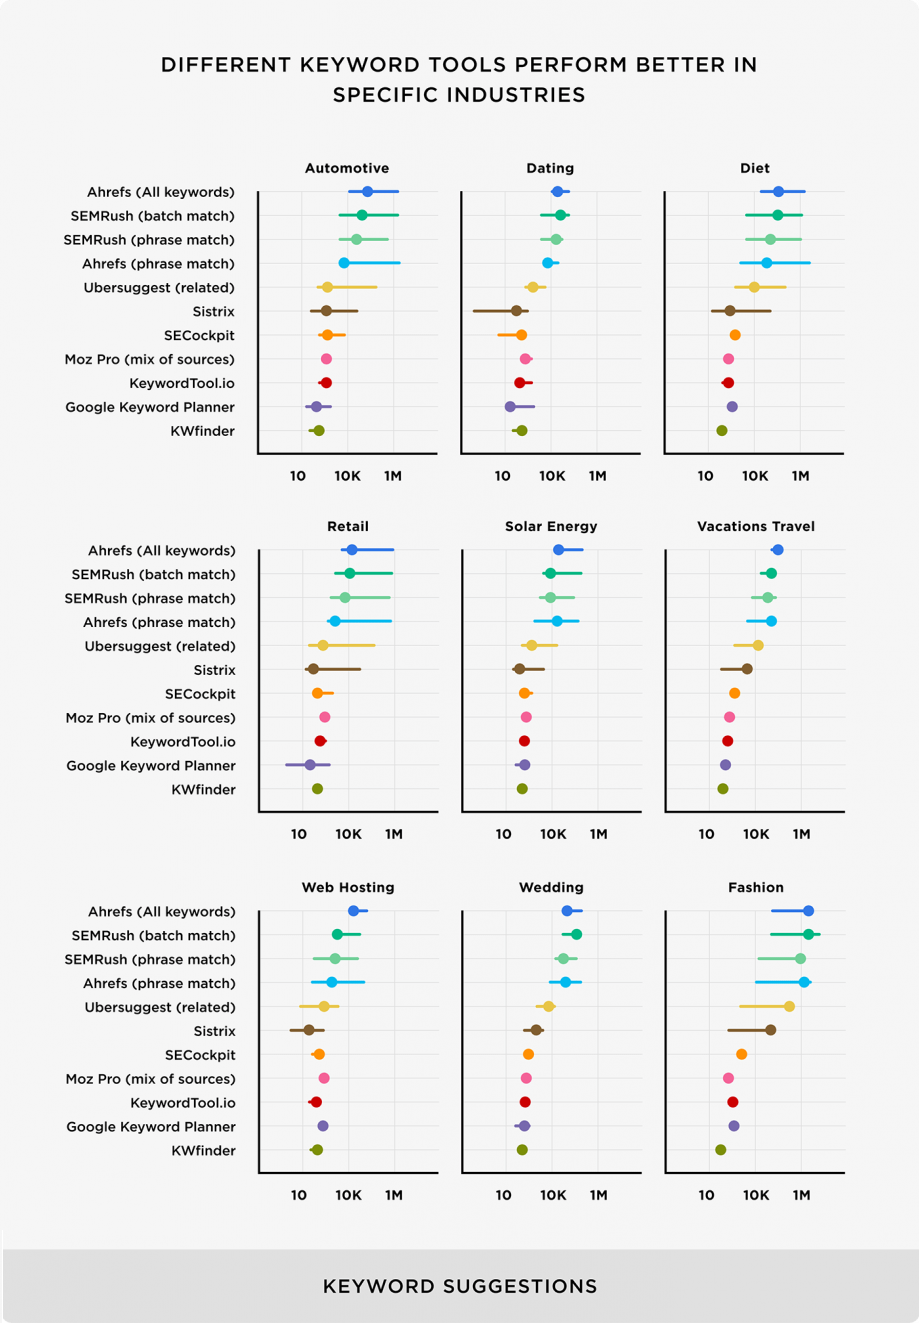 DIFFERENT KEYWORD TOOLS PERFORM BETTER IN
SPECIFIC INDUSTRIES
Automotive Dating Diet
Ahrefs (All keywords)
SEMRush (batch match)
SEMRush (phrase match)
Ahrefs (phrase match)
Ubersuggest (related)
Sistrix
SECockpit
Moz Pro (mix of sources)
KeywordTool.io
Google Keyword Planner
KWfinder
10 10K 1M 10 10K 1M 10 10K 1M
Retail Solar Energy Vacations Travel
Ahrefs (All keywords)
SEMRush (batch match)
SEMRush (phrase match)
Ahrefs (phrase match)
Ubersuggest (related)
Sistrix
SECockpit
Moz Pro (mix of sources)
KeywordTool.io
Google Keyword Planner
KWfinder
10 10K 1M 10 10K 1M 10 10K 1M
Web Hosting Wedding Fashion
Ahrefs (All keywords)
SEMRush (batch match)
SEMRush (phrase match)
Ahrefs (phrase match)
Ubersuggest (related)
Sistrix
SECockpit
Moz Pro (mix of sources)
KeywordTool.io
Google Keyword Planner
KWfinder
10 10K 1M 10 10K 1M 10 10K 1M
KEYWORD SUGGESTIONS